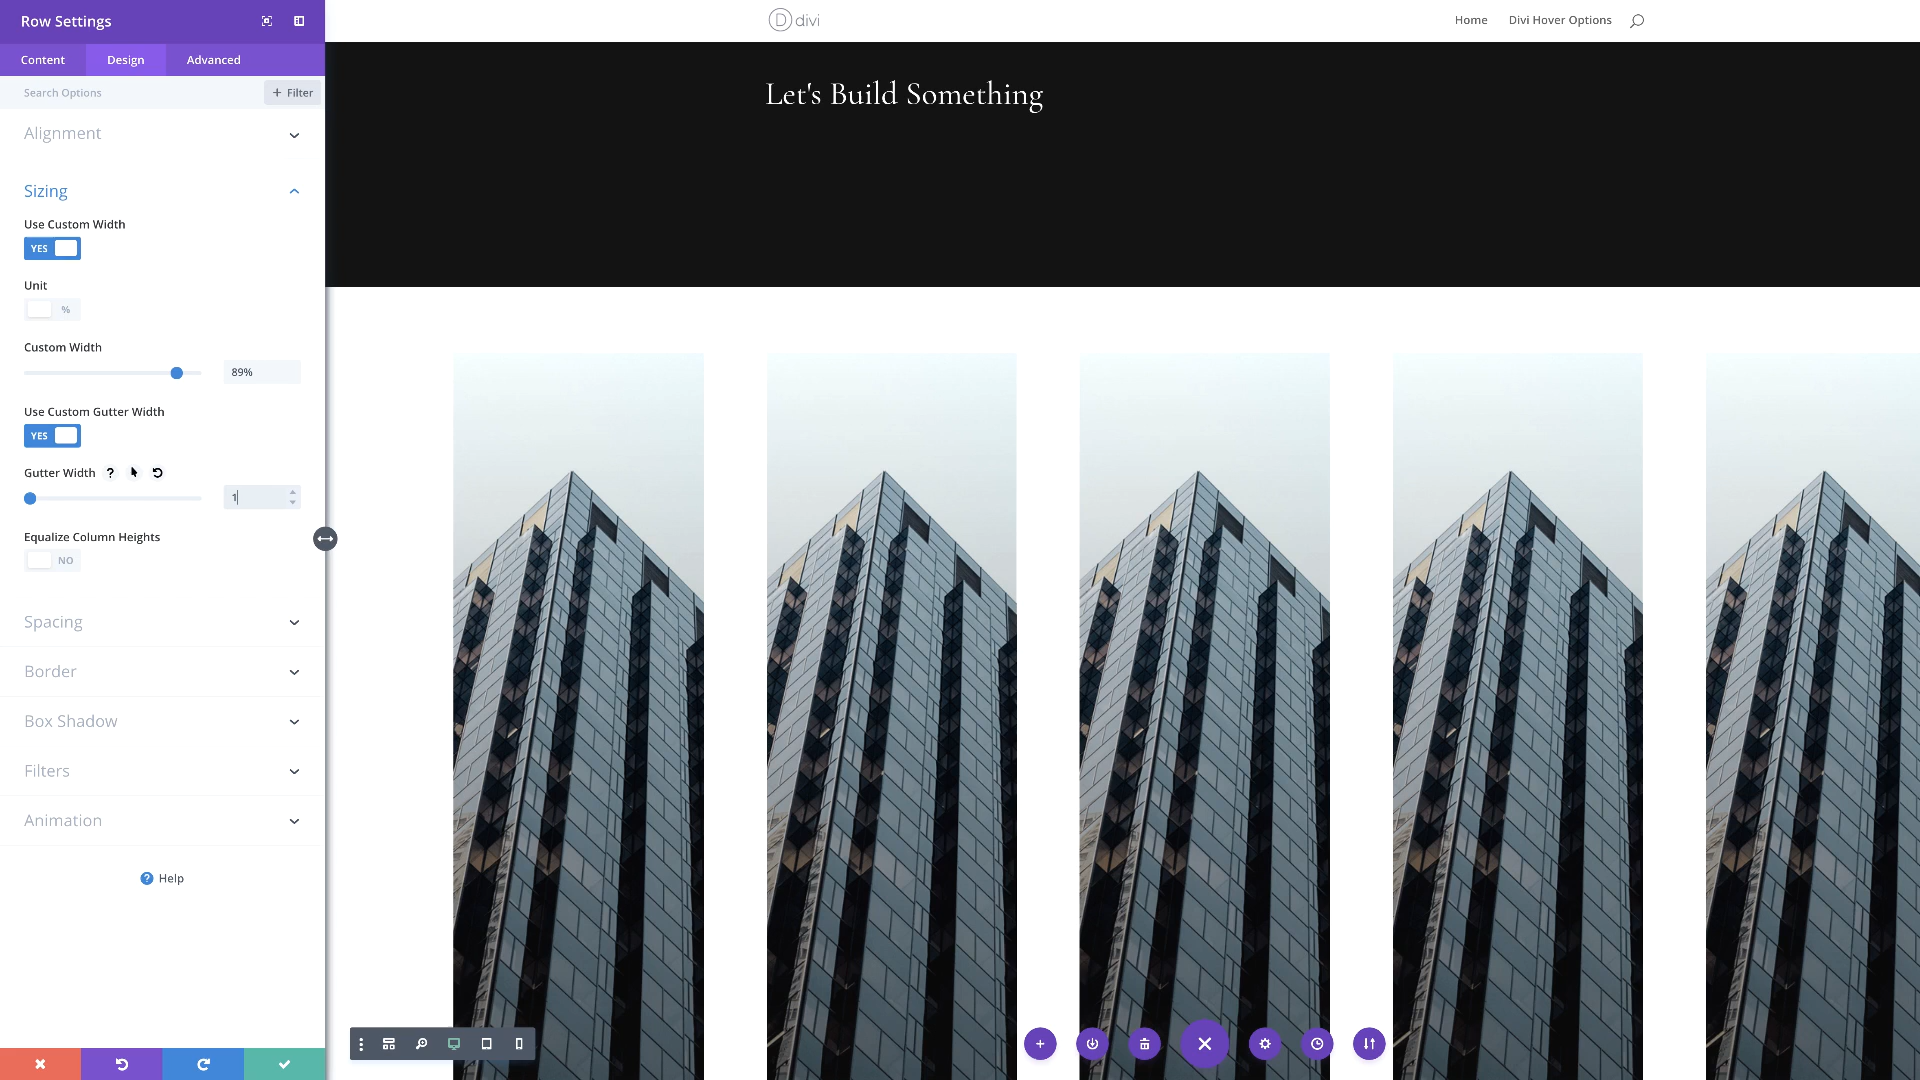 Row Settings
Content Design Advanced
Search Options
+ Filter
Alignment
Sizing
Use Custom Width
YES
Unit
%
Custom Width
89%
Use Custom Gutter Width
YES
Gutter Width ?
1
Equalize Column Heights
NO
Spacing
Border
Box Shadow
Filters
Animation
? Help
D divi
Home Divi Hover Options
Let's Build Something